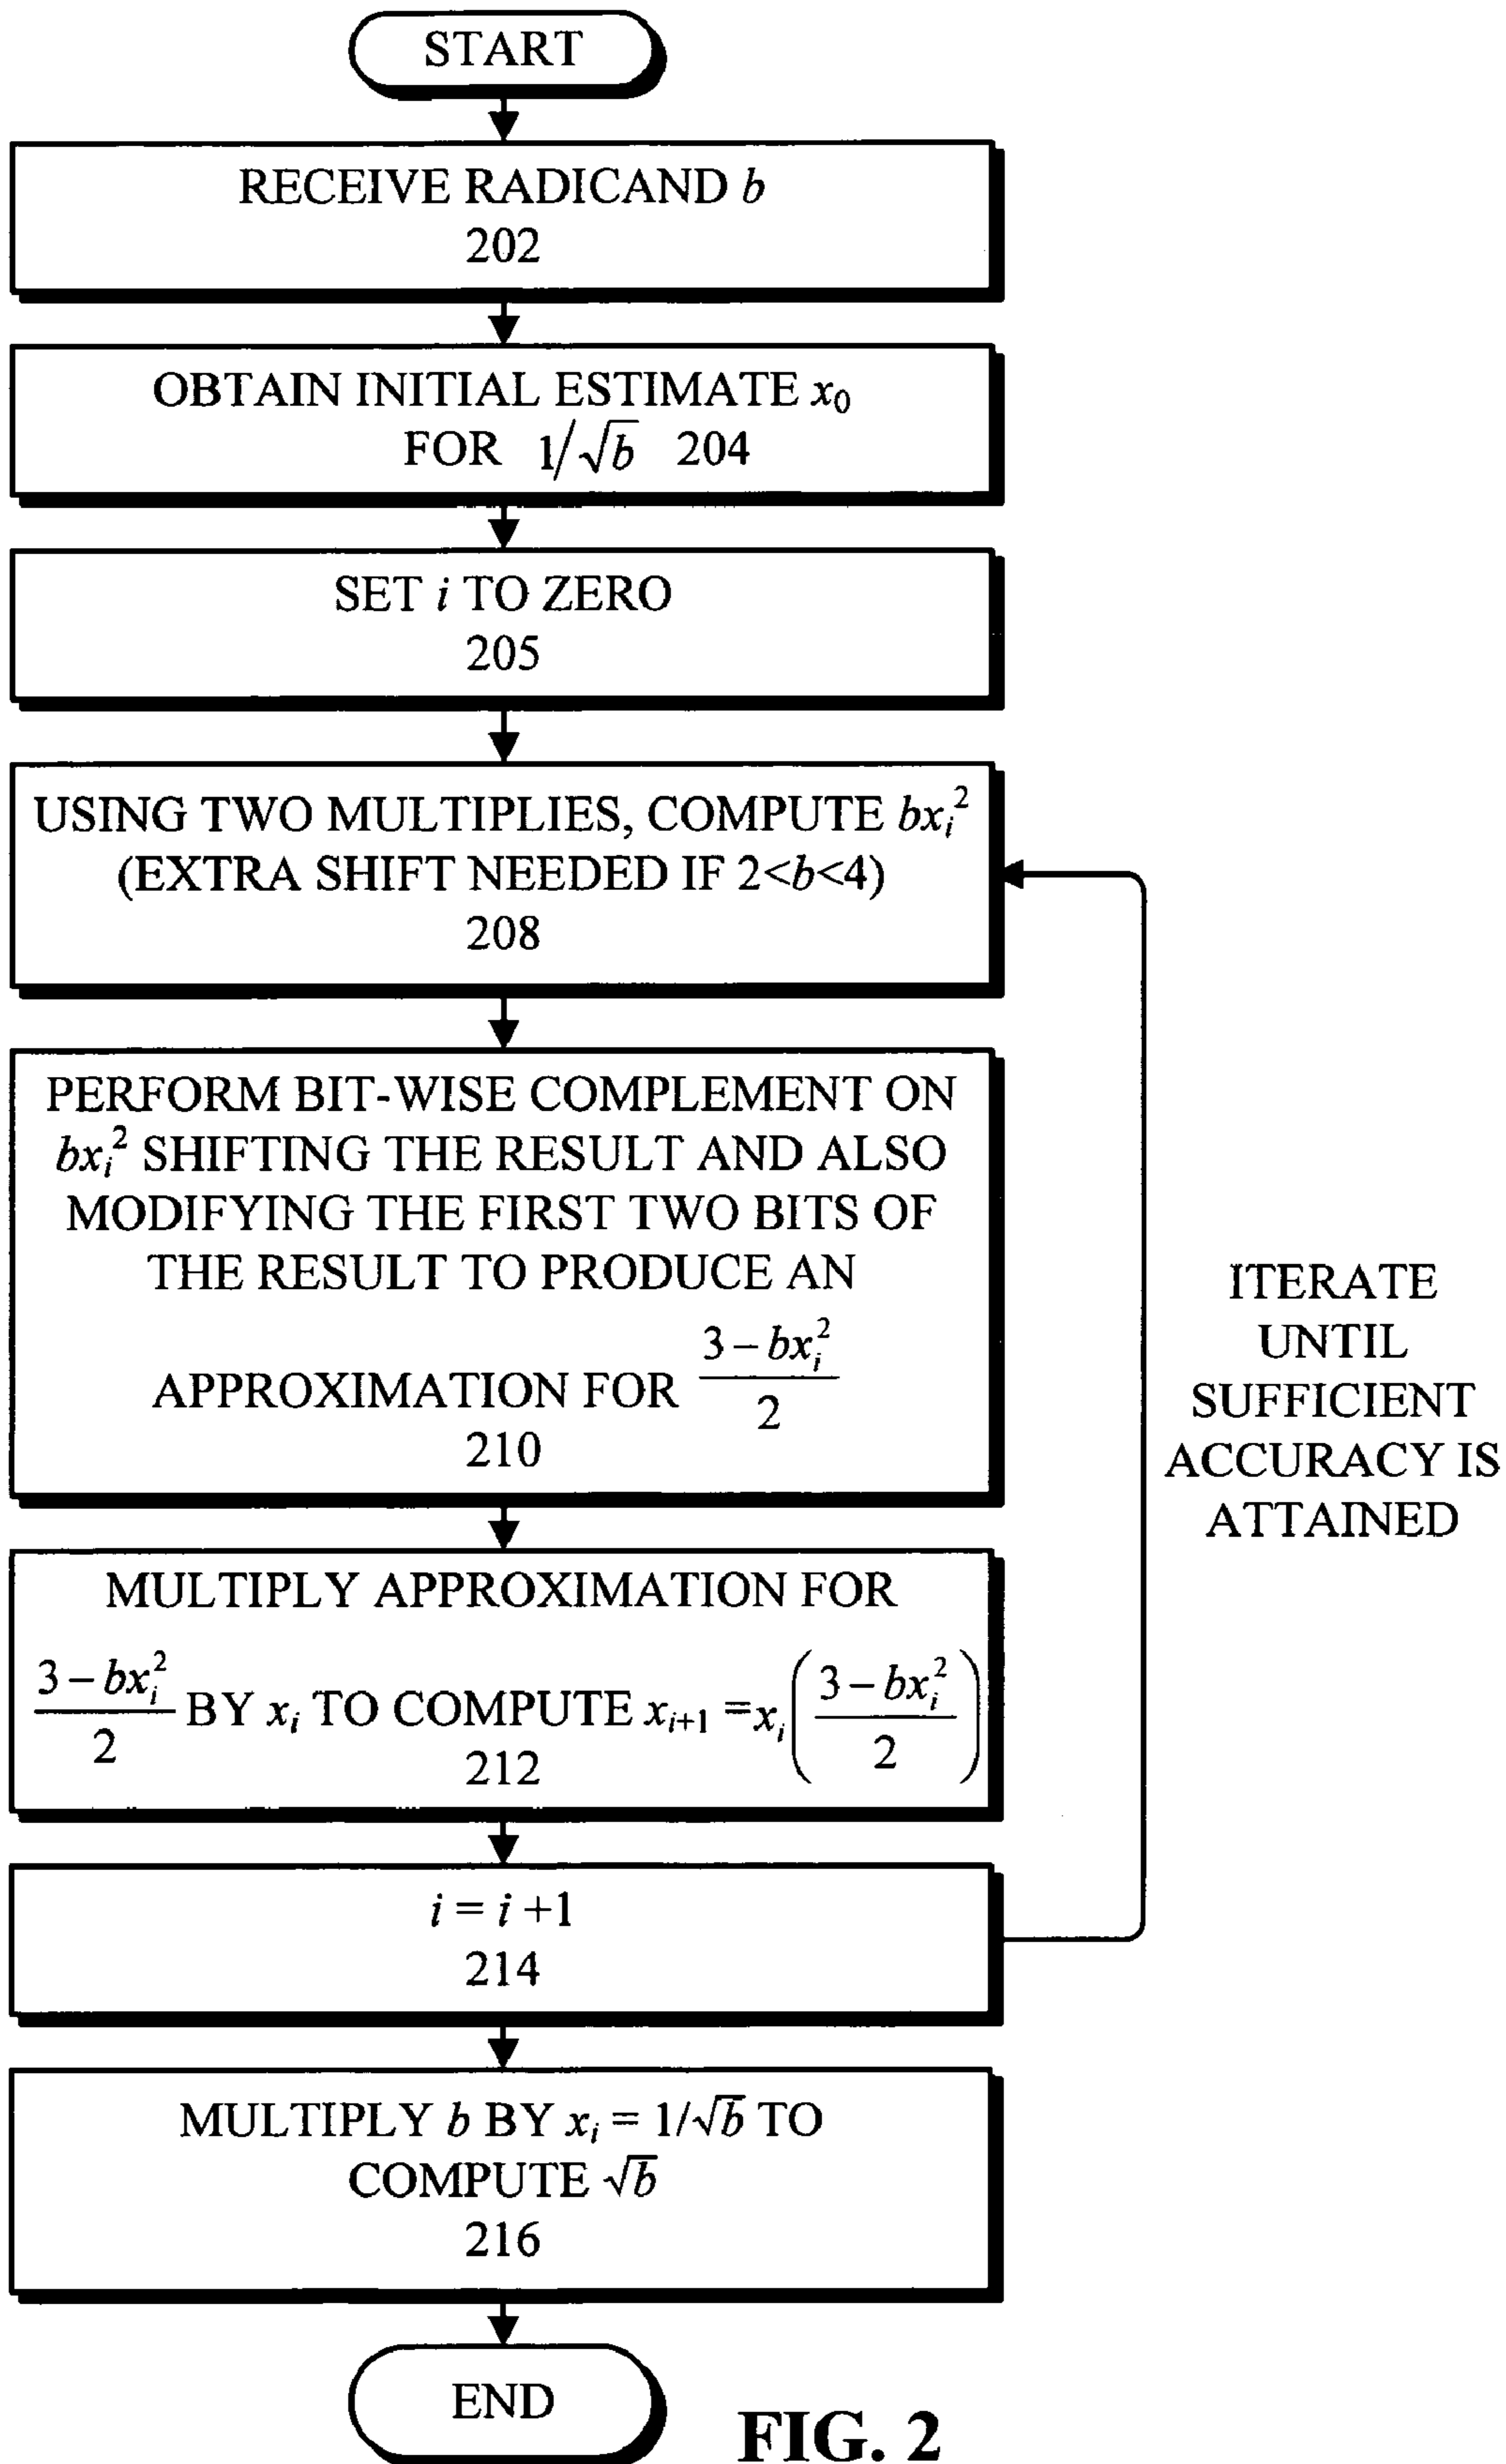 START
RECEIVE RADICAND b
202
OBTAIN INITIAL ESTIMATE x₀
FOR 1/√b 204
SET i TO ZERO
205
USING TWO MULTIPLIES, COMPUTE bxᵢ²
(EXTRA SHIFT NEEDED IF 2<b<4)
208
PERFORM BIT-WISE COMPLEMENT ON
bxᵢ² SHIFTING THE RESULT AND ALSO
MODIFYING THE FIRST TWO BITS OF
THE RESULT TO PRODUCE AN
APPROXIMATION FOR (3 – bxᵢ²)/2
210
MULTIPLY APPROXIMATION FOR
(3 – bxᵢ²)/2 BY xᵢ TO COMPUTE xᵢ₊₁ = xᵢ((3 – bxᵢ²)/2)
212
i = i +1
214
ITERATE
UNTIL
SUFFICIENT
ACCURACY IS
ATTAINED
MULTIPLY b BY xᵢ = 1/√b TO
COMPUTE √b
216
END
FIG. 2